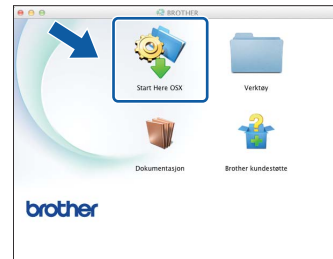 BROTHER
Start Here OSX
Verktøy
Dokumentasjon
Brother kundestøtte
brother